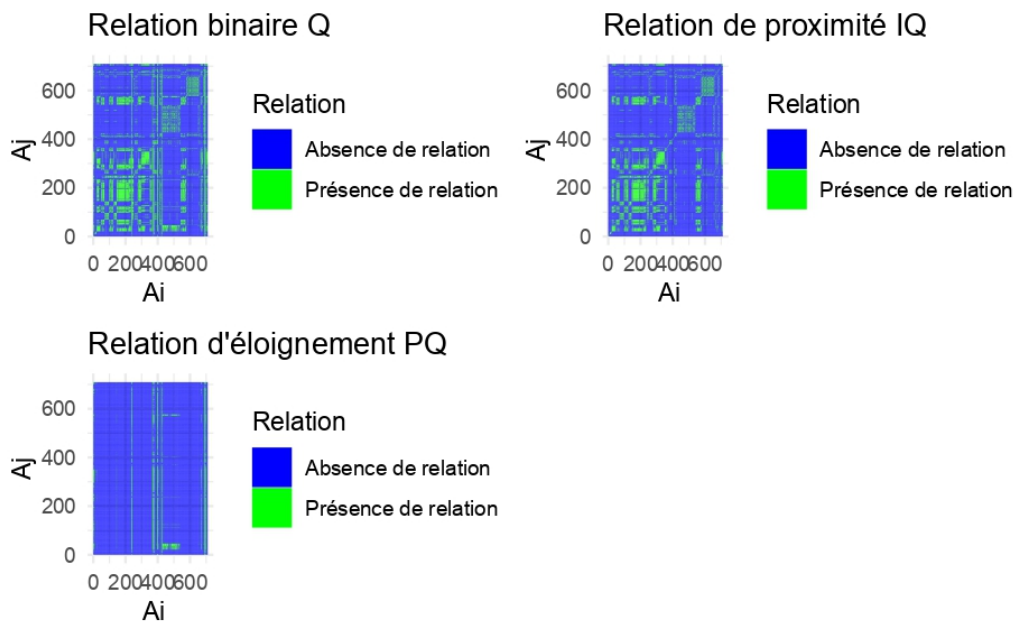 Relation binaire Q
Aj
600
400
200
0
0 200400600
Ai
Relation
Absence de relation
Présence de relation
Relation de proximité IQ
Aj
600
400
200
0
0 200400600
Ai
Relation
Absence de relation
Présence de relation
Relation d'éloignement PQ
Aj
600
400
200
0
0 200400600
Ai
Relation
Absence de relation
Présence de relation